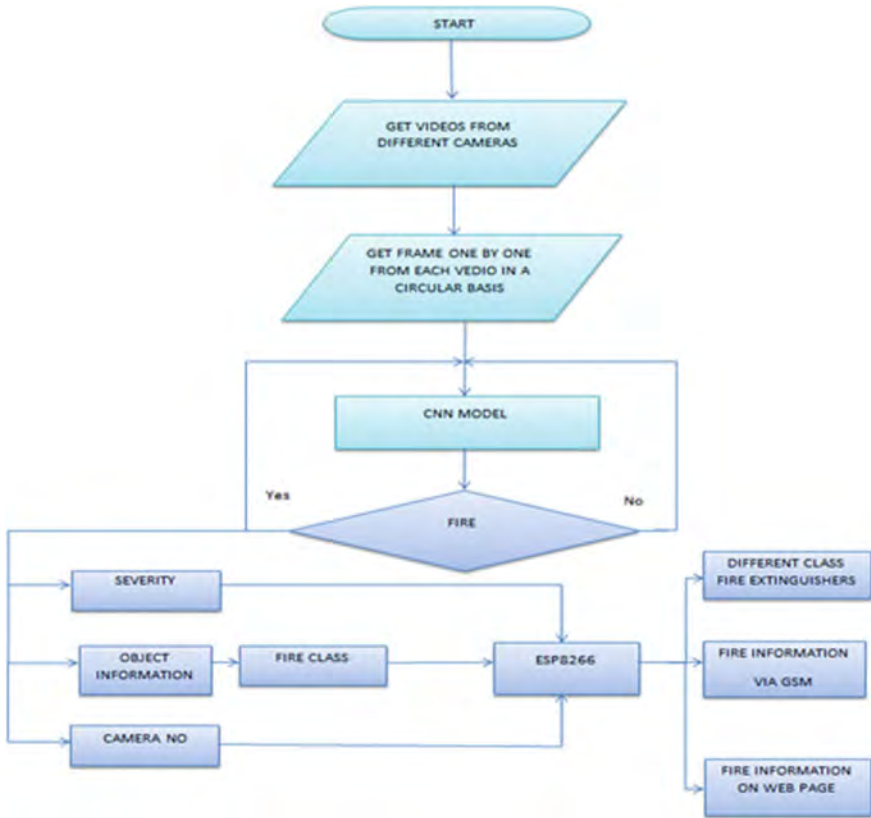 START
GET VIDEOS FROM
DIFFERENT CAMERAS
GET FRAME ONE BY ONE
FROM EACH VEDIO IN A
CIRCULAR BASIS
CNN MODEL
Yes
No
FIRE
SEVERITY
OBJECT
INFORMATION
FIRE CLASS
CAMERA NO
ESP8266
DIFFERENT CLASS
FIRE EXTINGUISHERS
FIRE INFORMATION
VIA GSM
FIRE INFORMATION
ON WEB PAGE